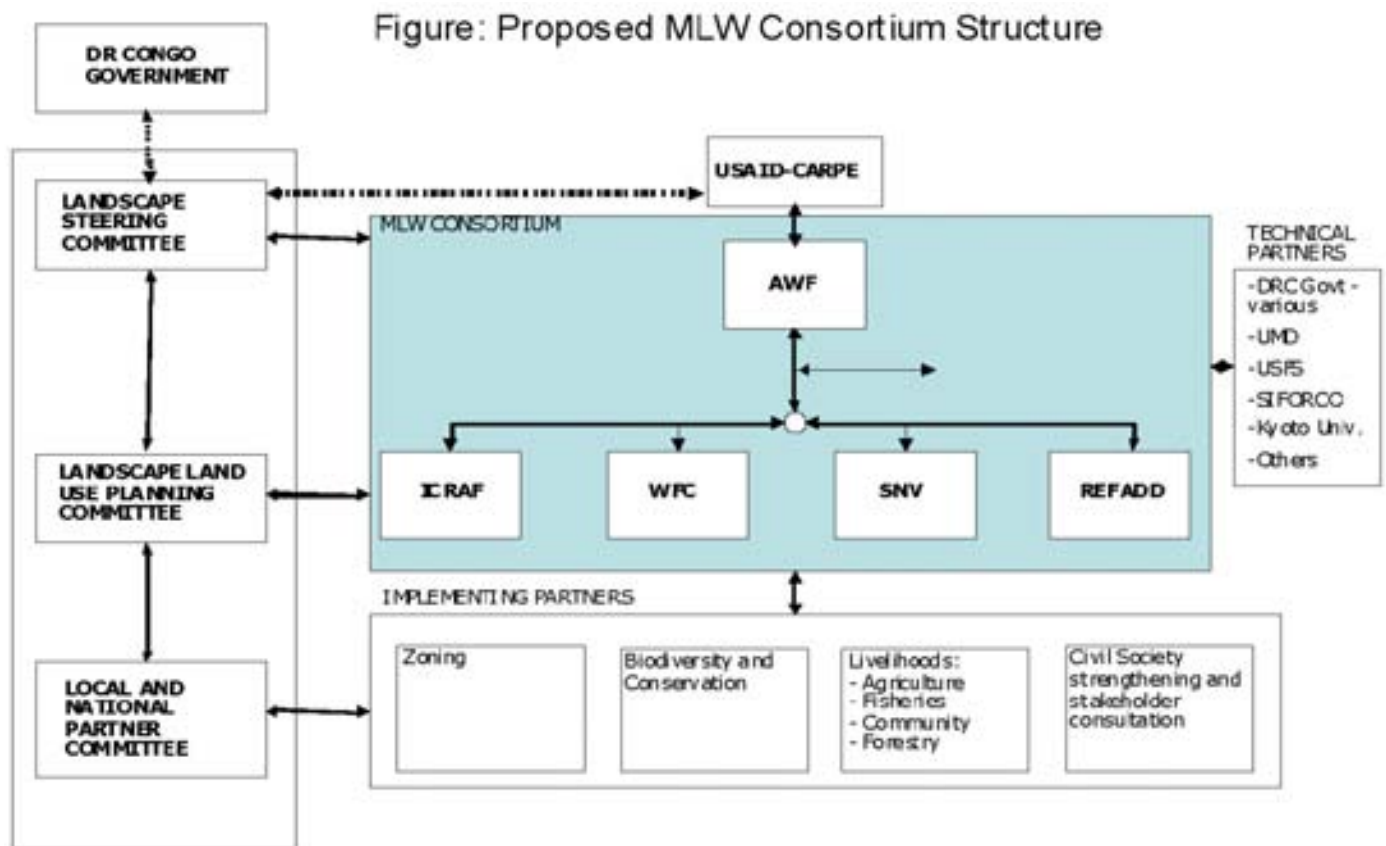 Figure: Proposed MLW Consortium Structure
DR CONGO
GOVERNMENT
LANDSCAPE
STEERING
COMMITTEE
LANDSCAPE LAND
USE PLANNING
COMMITTEE
LOCAL AND
NATIONAL
PARTNER
COMMITTEE
USAID-CARPE
MLW CONSORTIUM
AWF
ICRAF
WFC
SNV
REFADD
TECHNICAL
PARTNERS
-DRC Govt -
various
-UMD
-USFS
-SIFORCO
-Kyoto Univ.
-Others
IMPLEMENTING PARTNERS
Zoning
Biodiversity and
Conservation
Livelihoods:
- Agriculture
- Fisheries
- Community
- Forestry
Civil Society
strengthening and
stakeholder
consultation